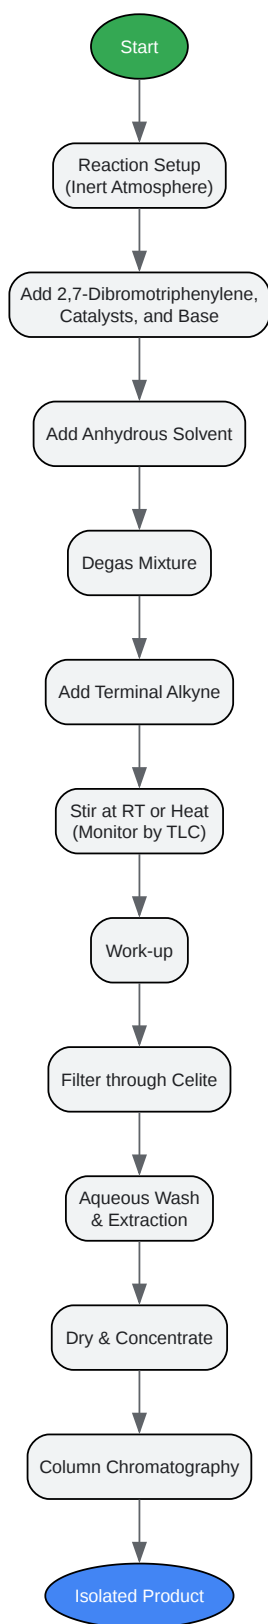 Start
Reaction Setup
(Inert Atmosphere)
Add 2,7-Dibromotriphenylene,
Catalysts, and Base
Add Anhydrous Solvent
Degas Mixture
Add Terminal Alkyne
Stir at RT or Heat
(Monitor by TLC)
Work-up
Filter through Celite
Aqueous Wash
& Extraction
Dry & Concentrate
Column Chromatography
Isolated Product